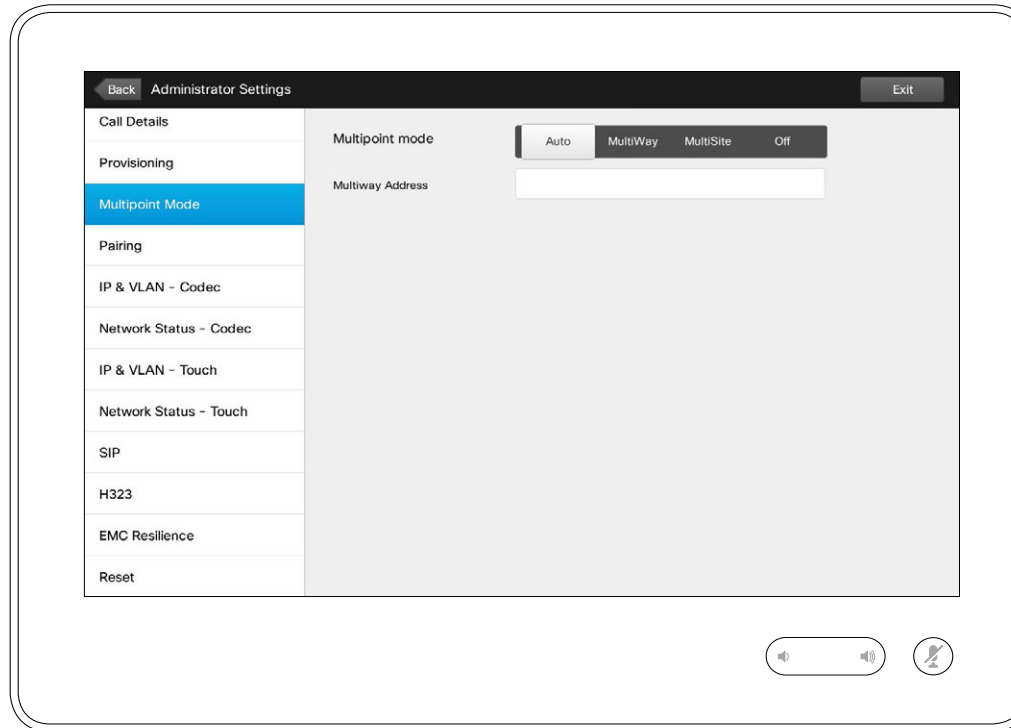 Back Administrator Settings Exit
Call Details
Provisioning
Multipoint Mode
Pairing
IP & VLAN - Codec
Network Status - Codec
IP & VLAN - Touch
Network Status - Touch
SIP
H323
EMC Resilience
Reset
Multipoint mode Auto MultiWay MultiSite Off
Multiway Address